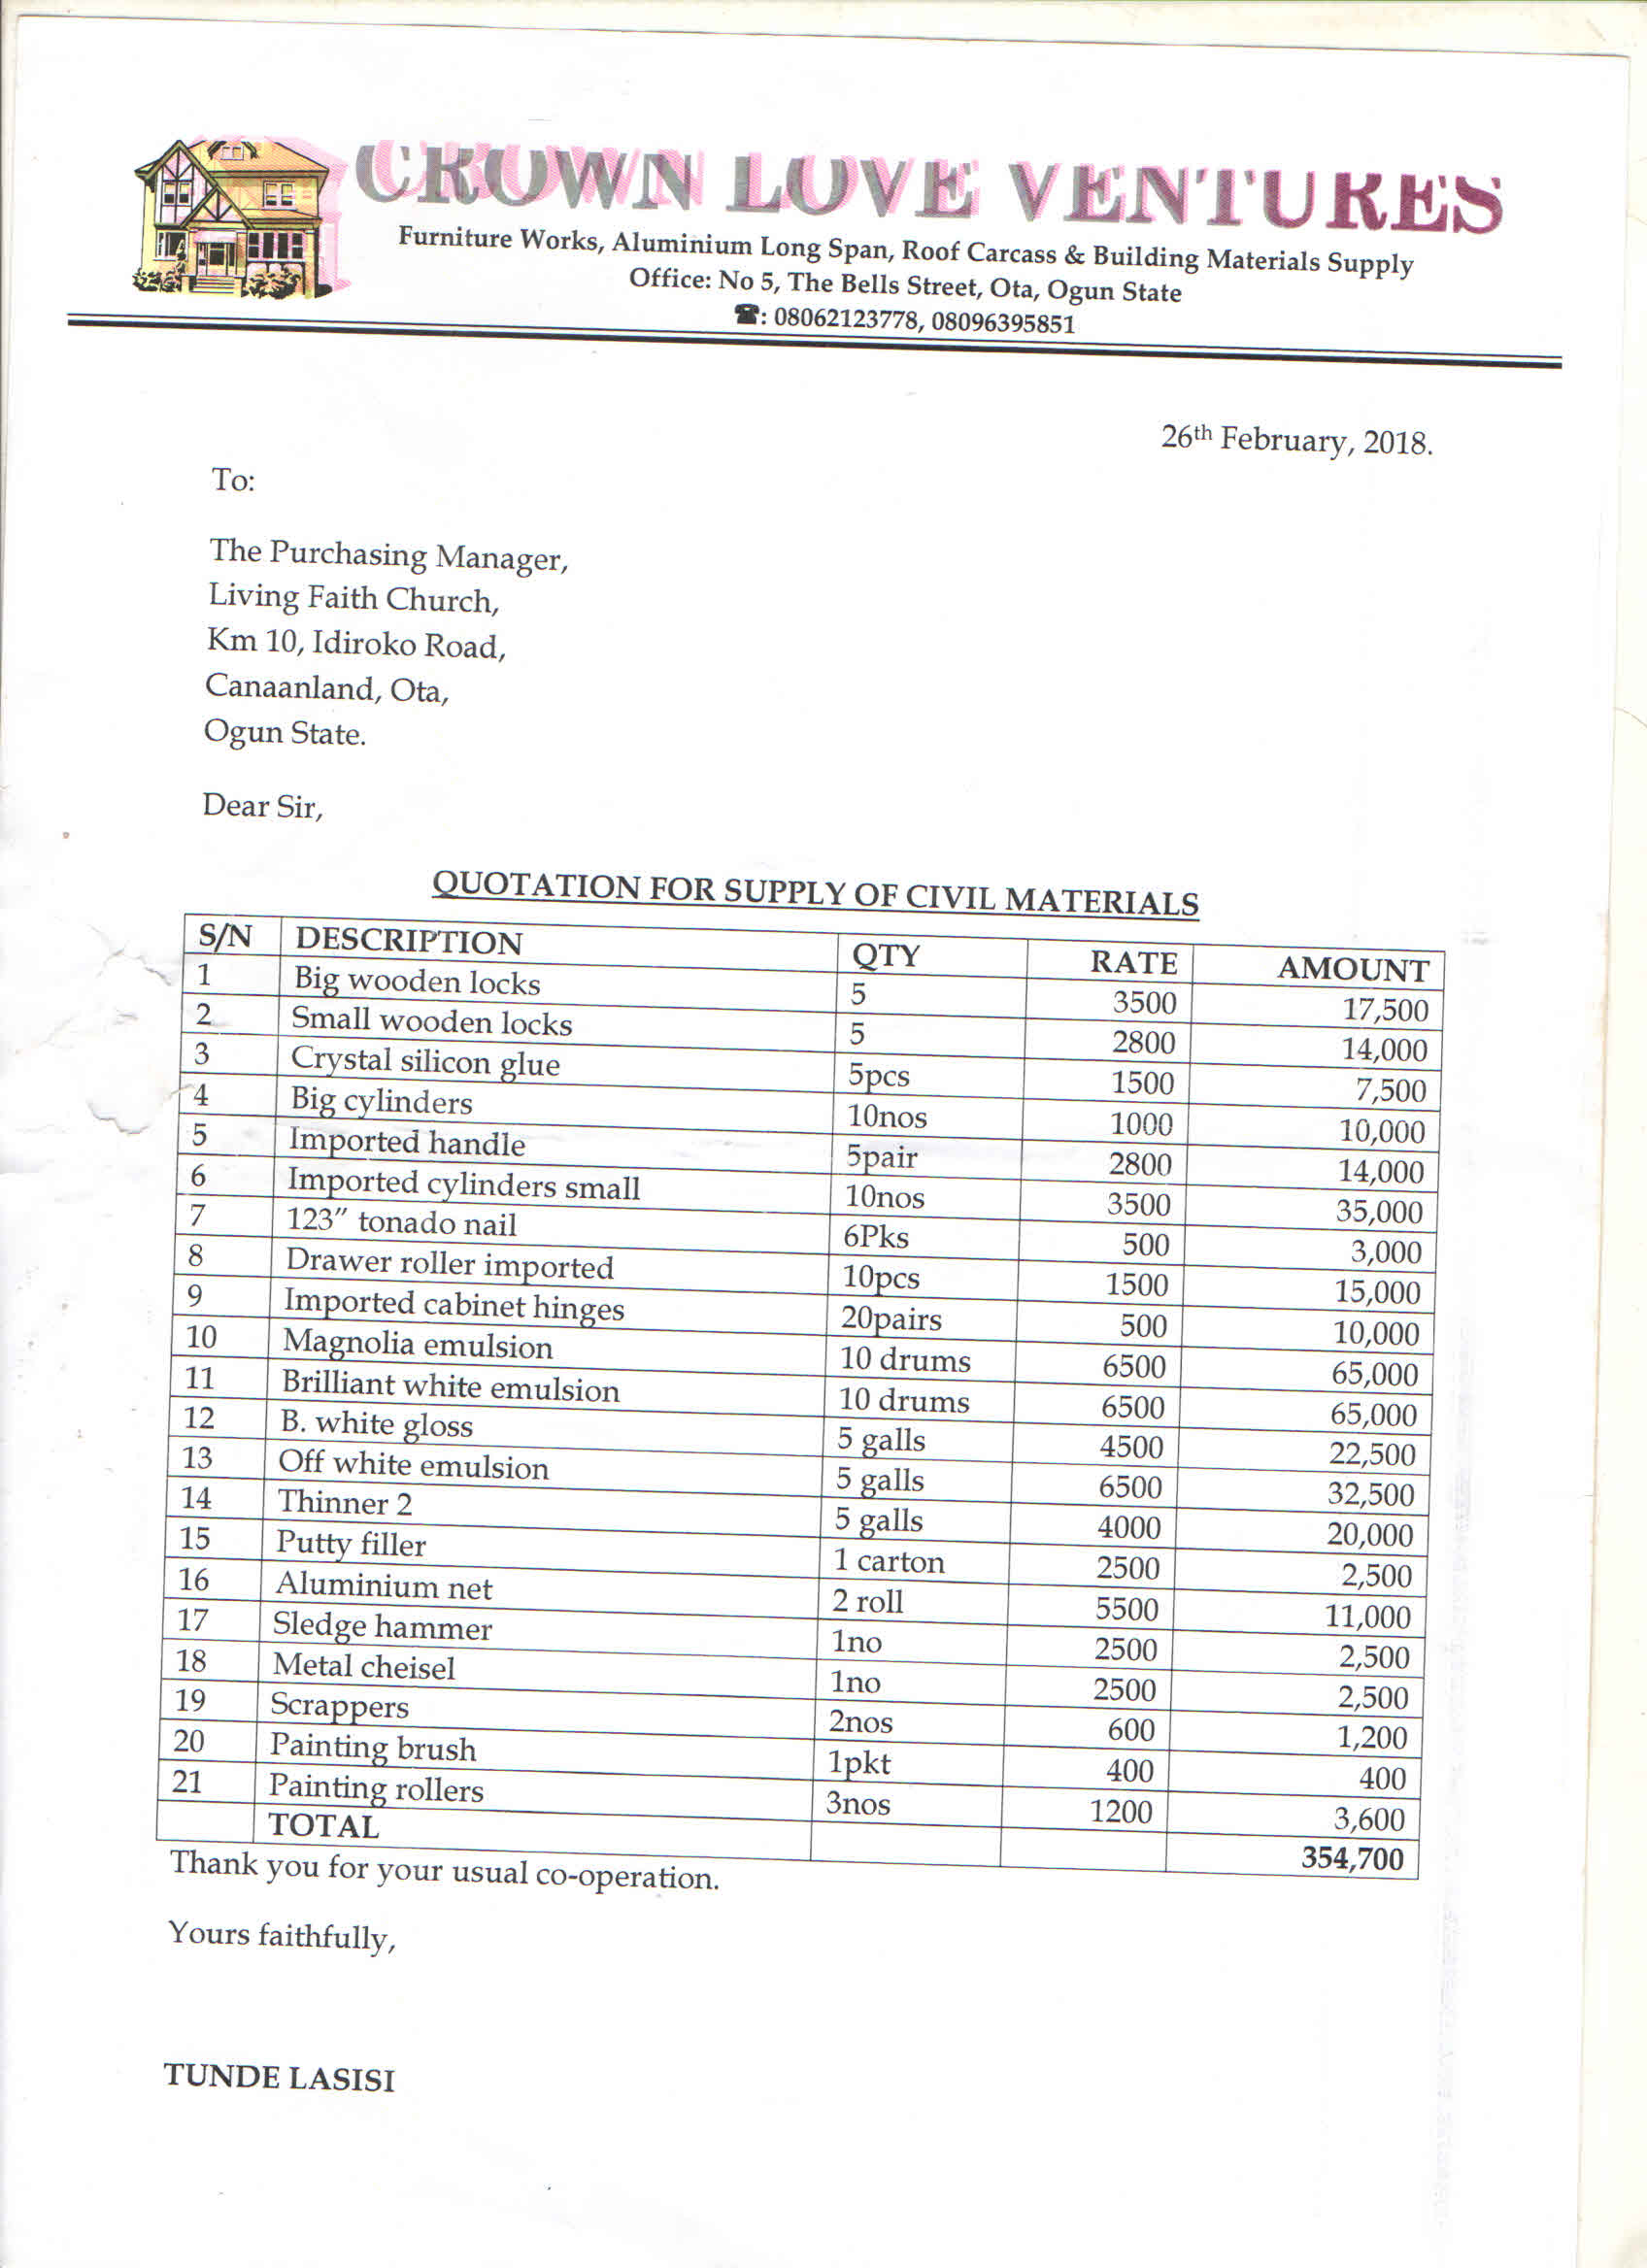 CROWN LOVE VENTURES
Furniture Works, Aluminium Long Span, Roof Carcass & Building Materials Supply
Office: No 5, The Bells Street, Ota, Ogun State
☎: 08062123778, 08096395851
26th February, 2018.
To:
The Purchasing Manager,
Living Faith Church,
Km 10, Idiroko Road,
Canaanland, Ota,
Ogun State.
Dear Sir,
QUOTATION FOR SUPPLY OF CIVIL MATERIALS
S/N DESCRIPTION QTY RATE AMOUNT
1 Big wooden locks 5 3500 17,500
2 Small wooden locks 5 2800 14,000
3 Crystal silicon glue 5pcs 1500 7,500
4 Big cylinders 10nos 1000 10,000
5 Imported handle 5pair 2800 14,000
6 Imported cylinders small 10nos 3500 35,000
7 123” tonado nail 6Pks 500 3,000
8 Drawer roller imported 10pcs 1500 15,000
9 Imported cabinet hinges 20pairs 500 10,000
10 Magnolia emulsion 10 drums 6500 65,000
11 Brilliant white emulsion 10 drums 6500 65,000
12 B. white gloss 5 galls 4500 22,500
13 Off white emulsion 5 galls 6500 32,500
14 Thinner 2 5 galls 4000 20,000
15 Putty filler 1 carton 2500 2,500
16 Aluminium net 2 roll 5500 11,000
17 Sledge hammer 1no 2500 2,500
18 Metal cheisel 1no 2500 2,500
19 Scrappers 2nos 600 1,200
20 Painting brush 1pkt 400 400
21 Painting rollers 3nos 1200 3,600
TOTAL 354,700
Thank you for your usual co-operation.
Yours faithfully,
TUNDE LASISI